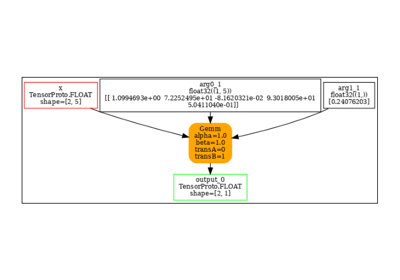 x
TensorProto.FLOAT
shape=[2, 5]
arg0_1
float32((1, 5))
[[ 1.0994693e+00 7.2252495e+01 -8.1620321e-02 9.3018005e+01
5.0411040e-01]]
arg1_1
float32((1,))
[0.24076203]
Gemm
alpha=1.0
beta=1.0
transA=0
transB=1
output_0
TensorProto.FLOAT
shape=[2, 1]